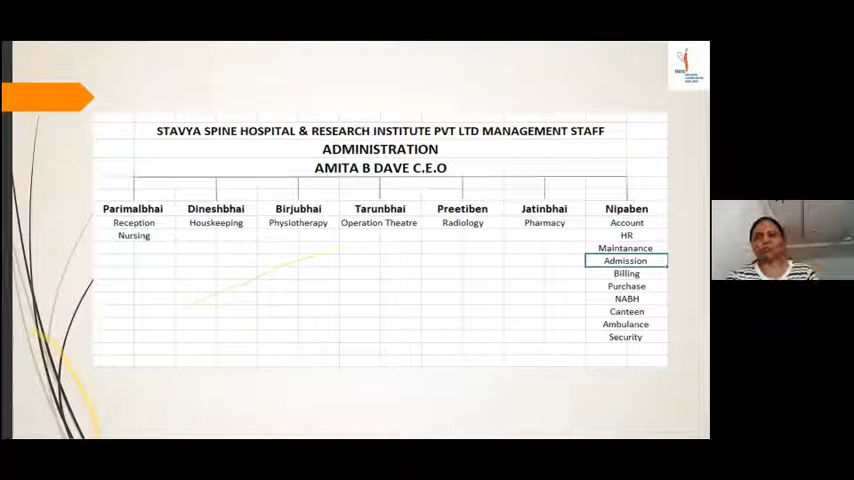 STAVYA SPINE HOSPITAL & RESEARCH INSTITUTE PVT LTD MANAGEMENT STAFF
ADMINISTRATION
AMITA B DAVE C.E.O
Parimalbhai Dineshbhai Birjubhai Tarunbhai Preetiben Jatinbhai Nipaben
Reception Houskeeping Physiotherapy Operation Theatre Radiology Pharmacy Account
Nursing HR
Maintanance
Admission
Billing
Purchase
NABH
Canteen
Ambulance
Security